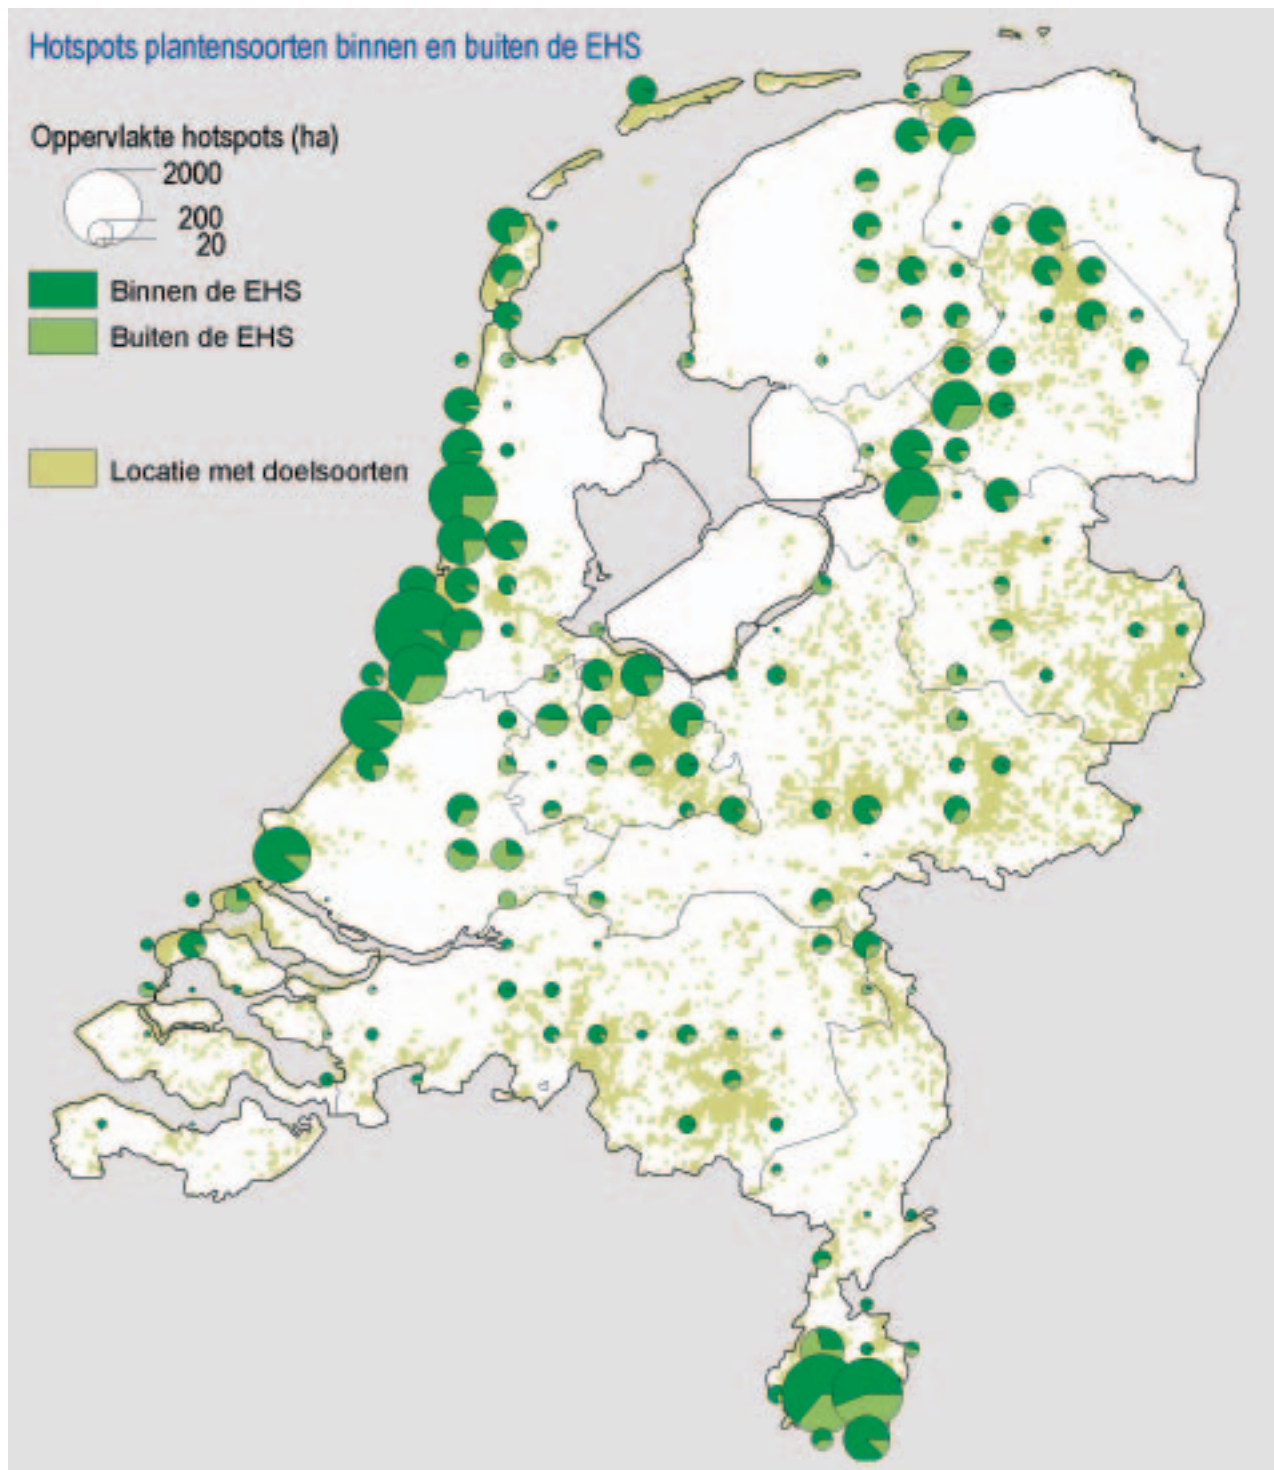 Hotspots plantensoorten binnen en buiten de EHS
Oppervlakte hotspots (ha)
2000
200
20
Binnen de EHS
Buiten de EHS
Locatie met doelsoorten